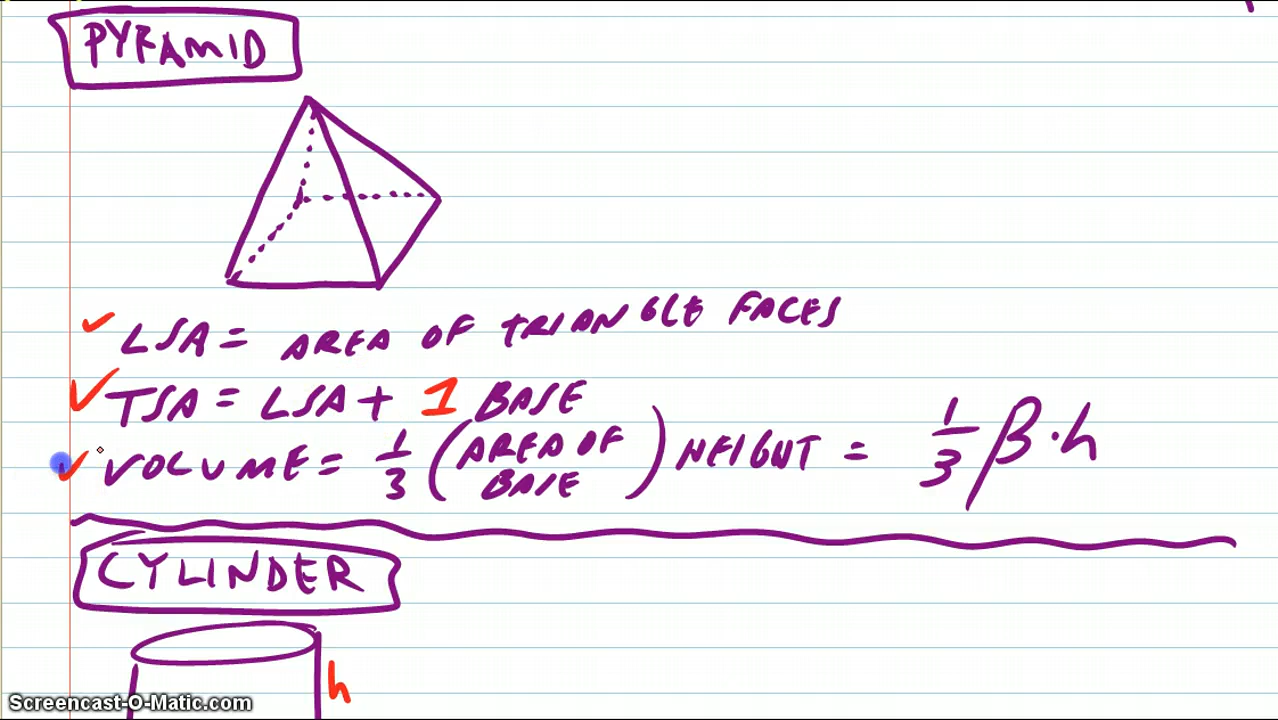 PYRAMID
LSA = AREA OF TRIANGLE FACES
TSA = LSA + 1 BASE
VOLUME = 1/3 (AREA OF BASE) HEIGHT = 1/3 β · h
CYLINDER
h
Screencast-O-Matic.com